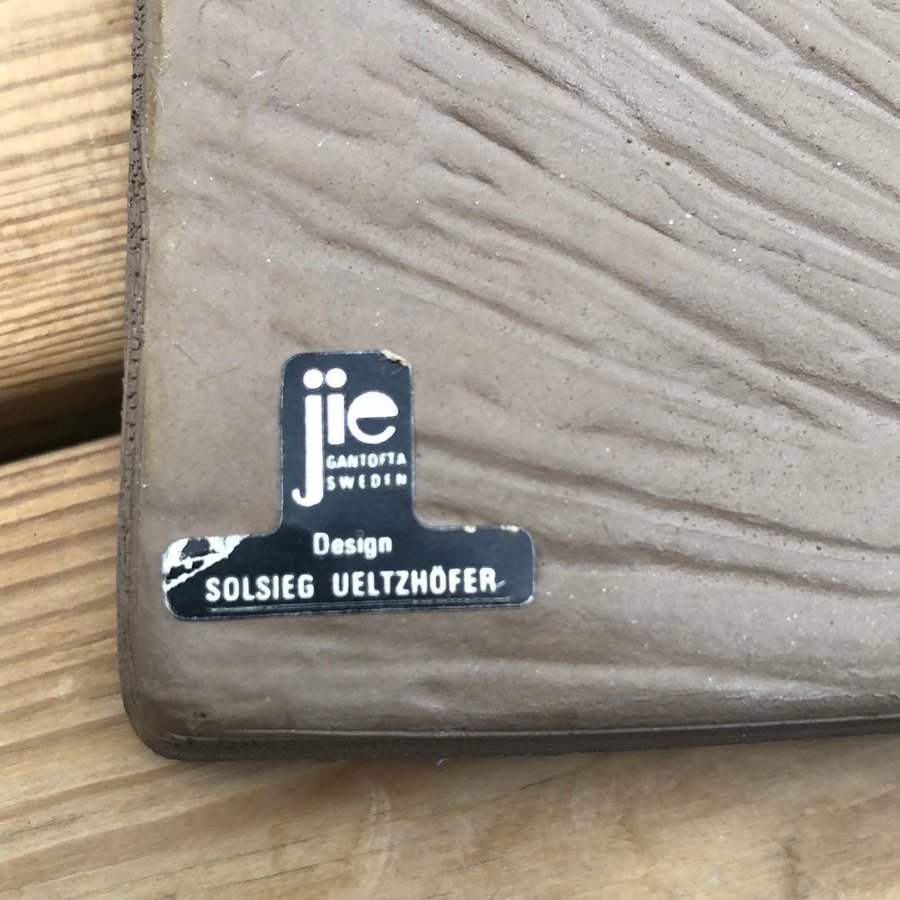 jie
GANTOFTA
SWEDEN
Design
SOLSIEG UELTZHÖFER